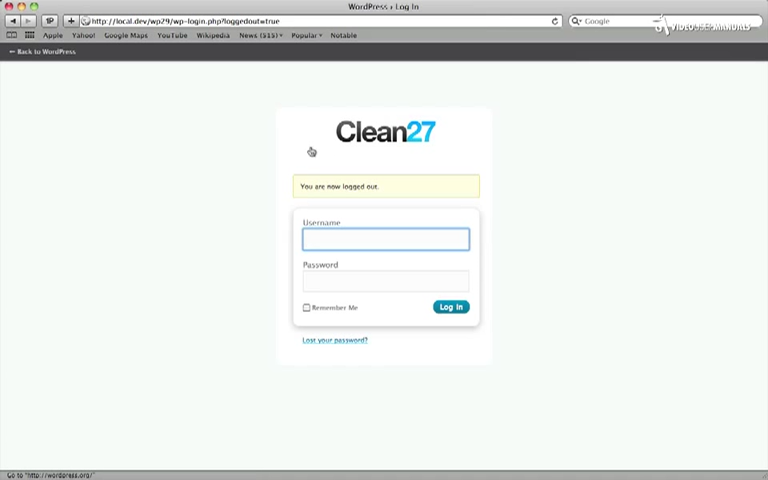 WordPress › Log In
http://local.dev/wp29/wp-login.php?loggedout=true
Google
Apple Yahoo! Google Maps YouTube Wikipedia News (515) Popular Notable
← Back to WordPress
Clean27
You are now logged out.
Username
Password
Remember Me
Log In
Lost your password?
Go to "http://wordpress.org/"